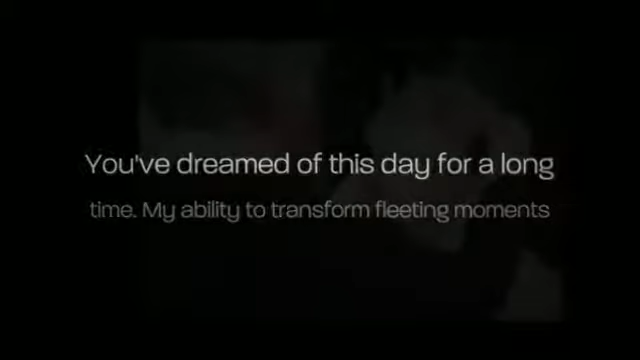 You've dreamed of this day for a long
time. My ability to transform fleeting moments